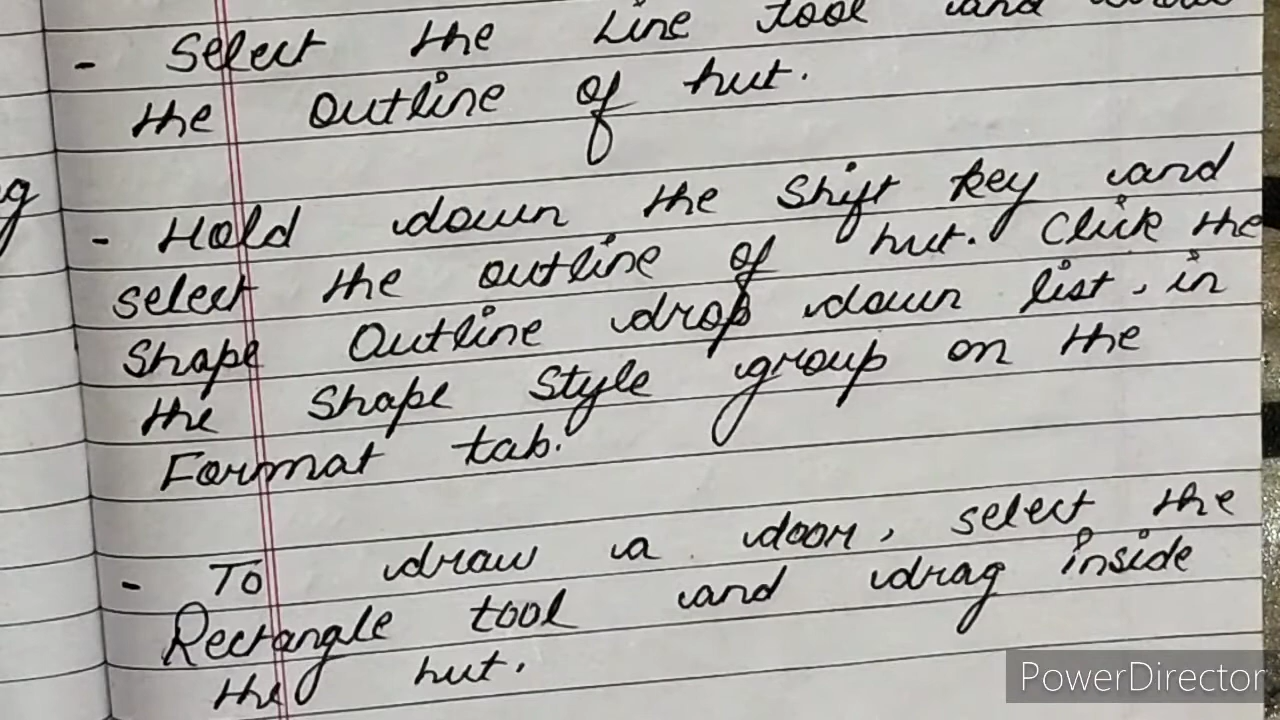 - Select the Line tool and
the Outline of hut.
- Hold down the Shift key and
select the outline of hut. Click the
Shape Outline drop down list, in
the Shape Style group on the
Format tab.
- To draw a door, select the
Rectangle tool and drag inside
the hut.
PowerDirector